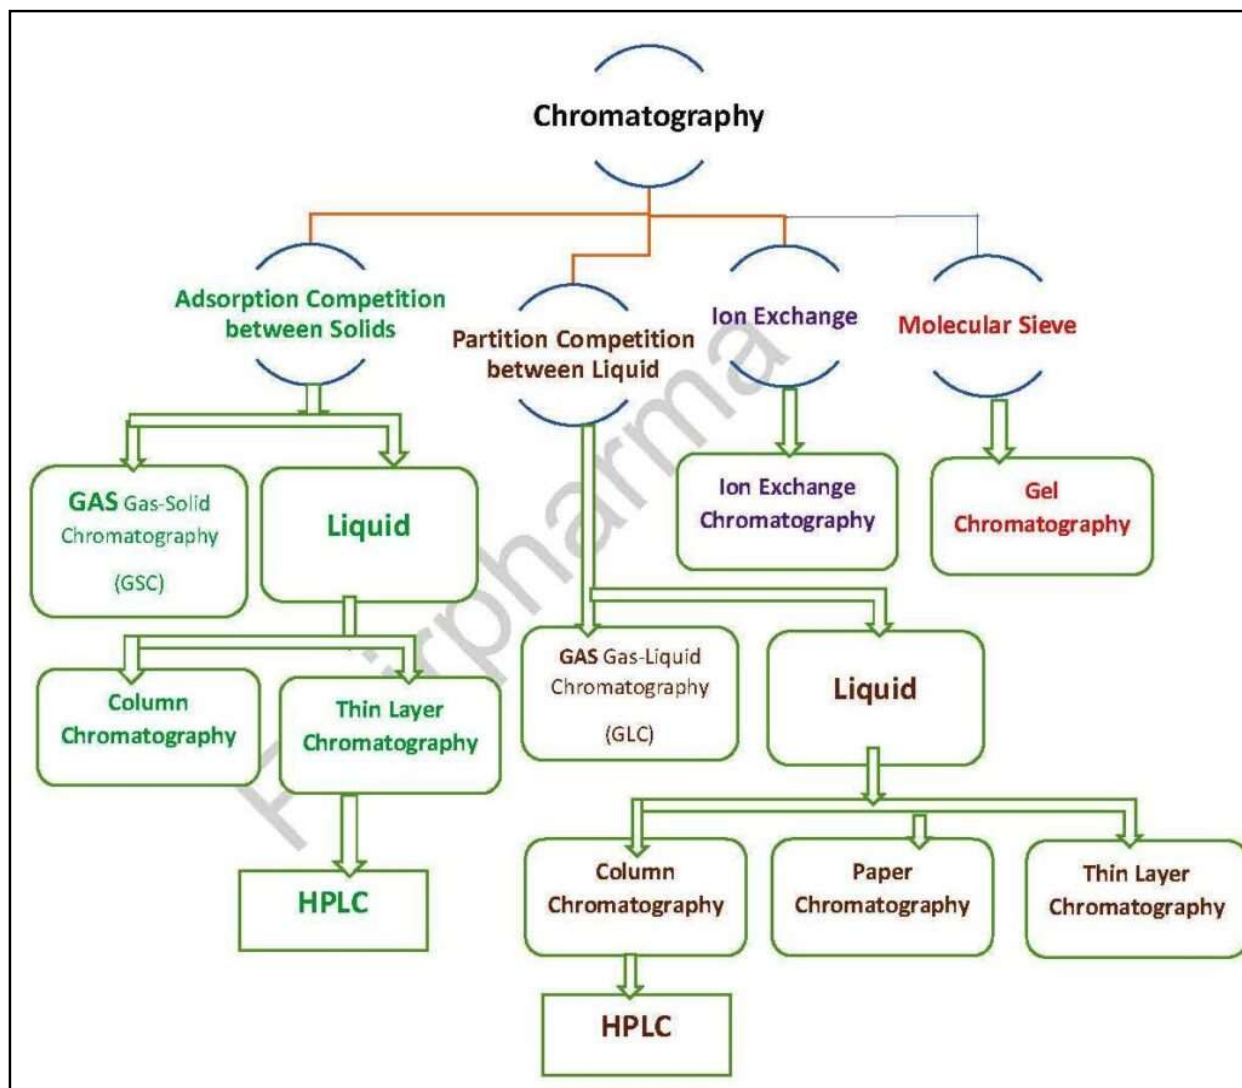 Chromatography
Adsorption Competition
between Solids
Partition Competition
between Liquid
Ion Exchange
Molecular Sieve
GAS Gas-Solid
Chromatography
(GSC)
Liquid
Ion Exchange
Chromatography
Gel
Chromatography
Column
Chromatography
Thin Layer
Chromatography
GAS Gas-Liquid
Chromatography
(GLC)
Liquid
HPLC
Column
Chromatography
Paper
Chromatography
Thin Layer
Chromatography
HPLC